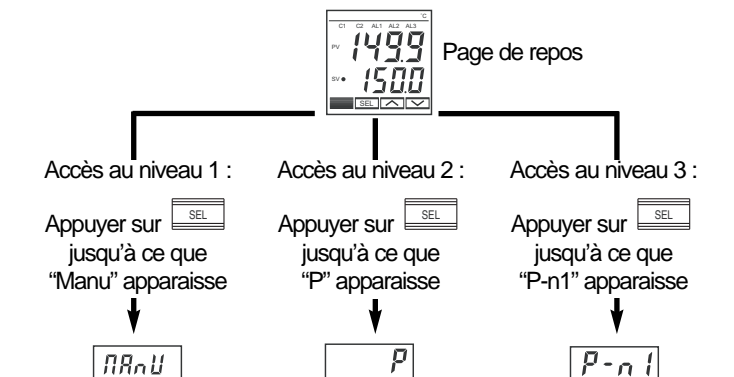 °C
C1 C2 AL1 AL2 AL3
PV 149.9
Page de repos
SV 150.0
SEL
Accès au niveau 1 :
Appuyer sur SEL
jusqu’à ce que
“Manu” apparaisse
MAnU
Accès au niveau 2 :
Appuyer sur SEL
jusqu’à ce que
“P” apparaisse
P
Accès au niveau 3 :
Appuyer sur SEL
jusqu’à ce que
“P-n1” apparaisse
P-n1